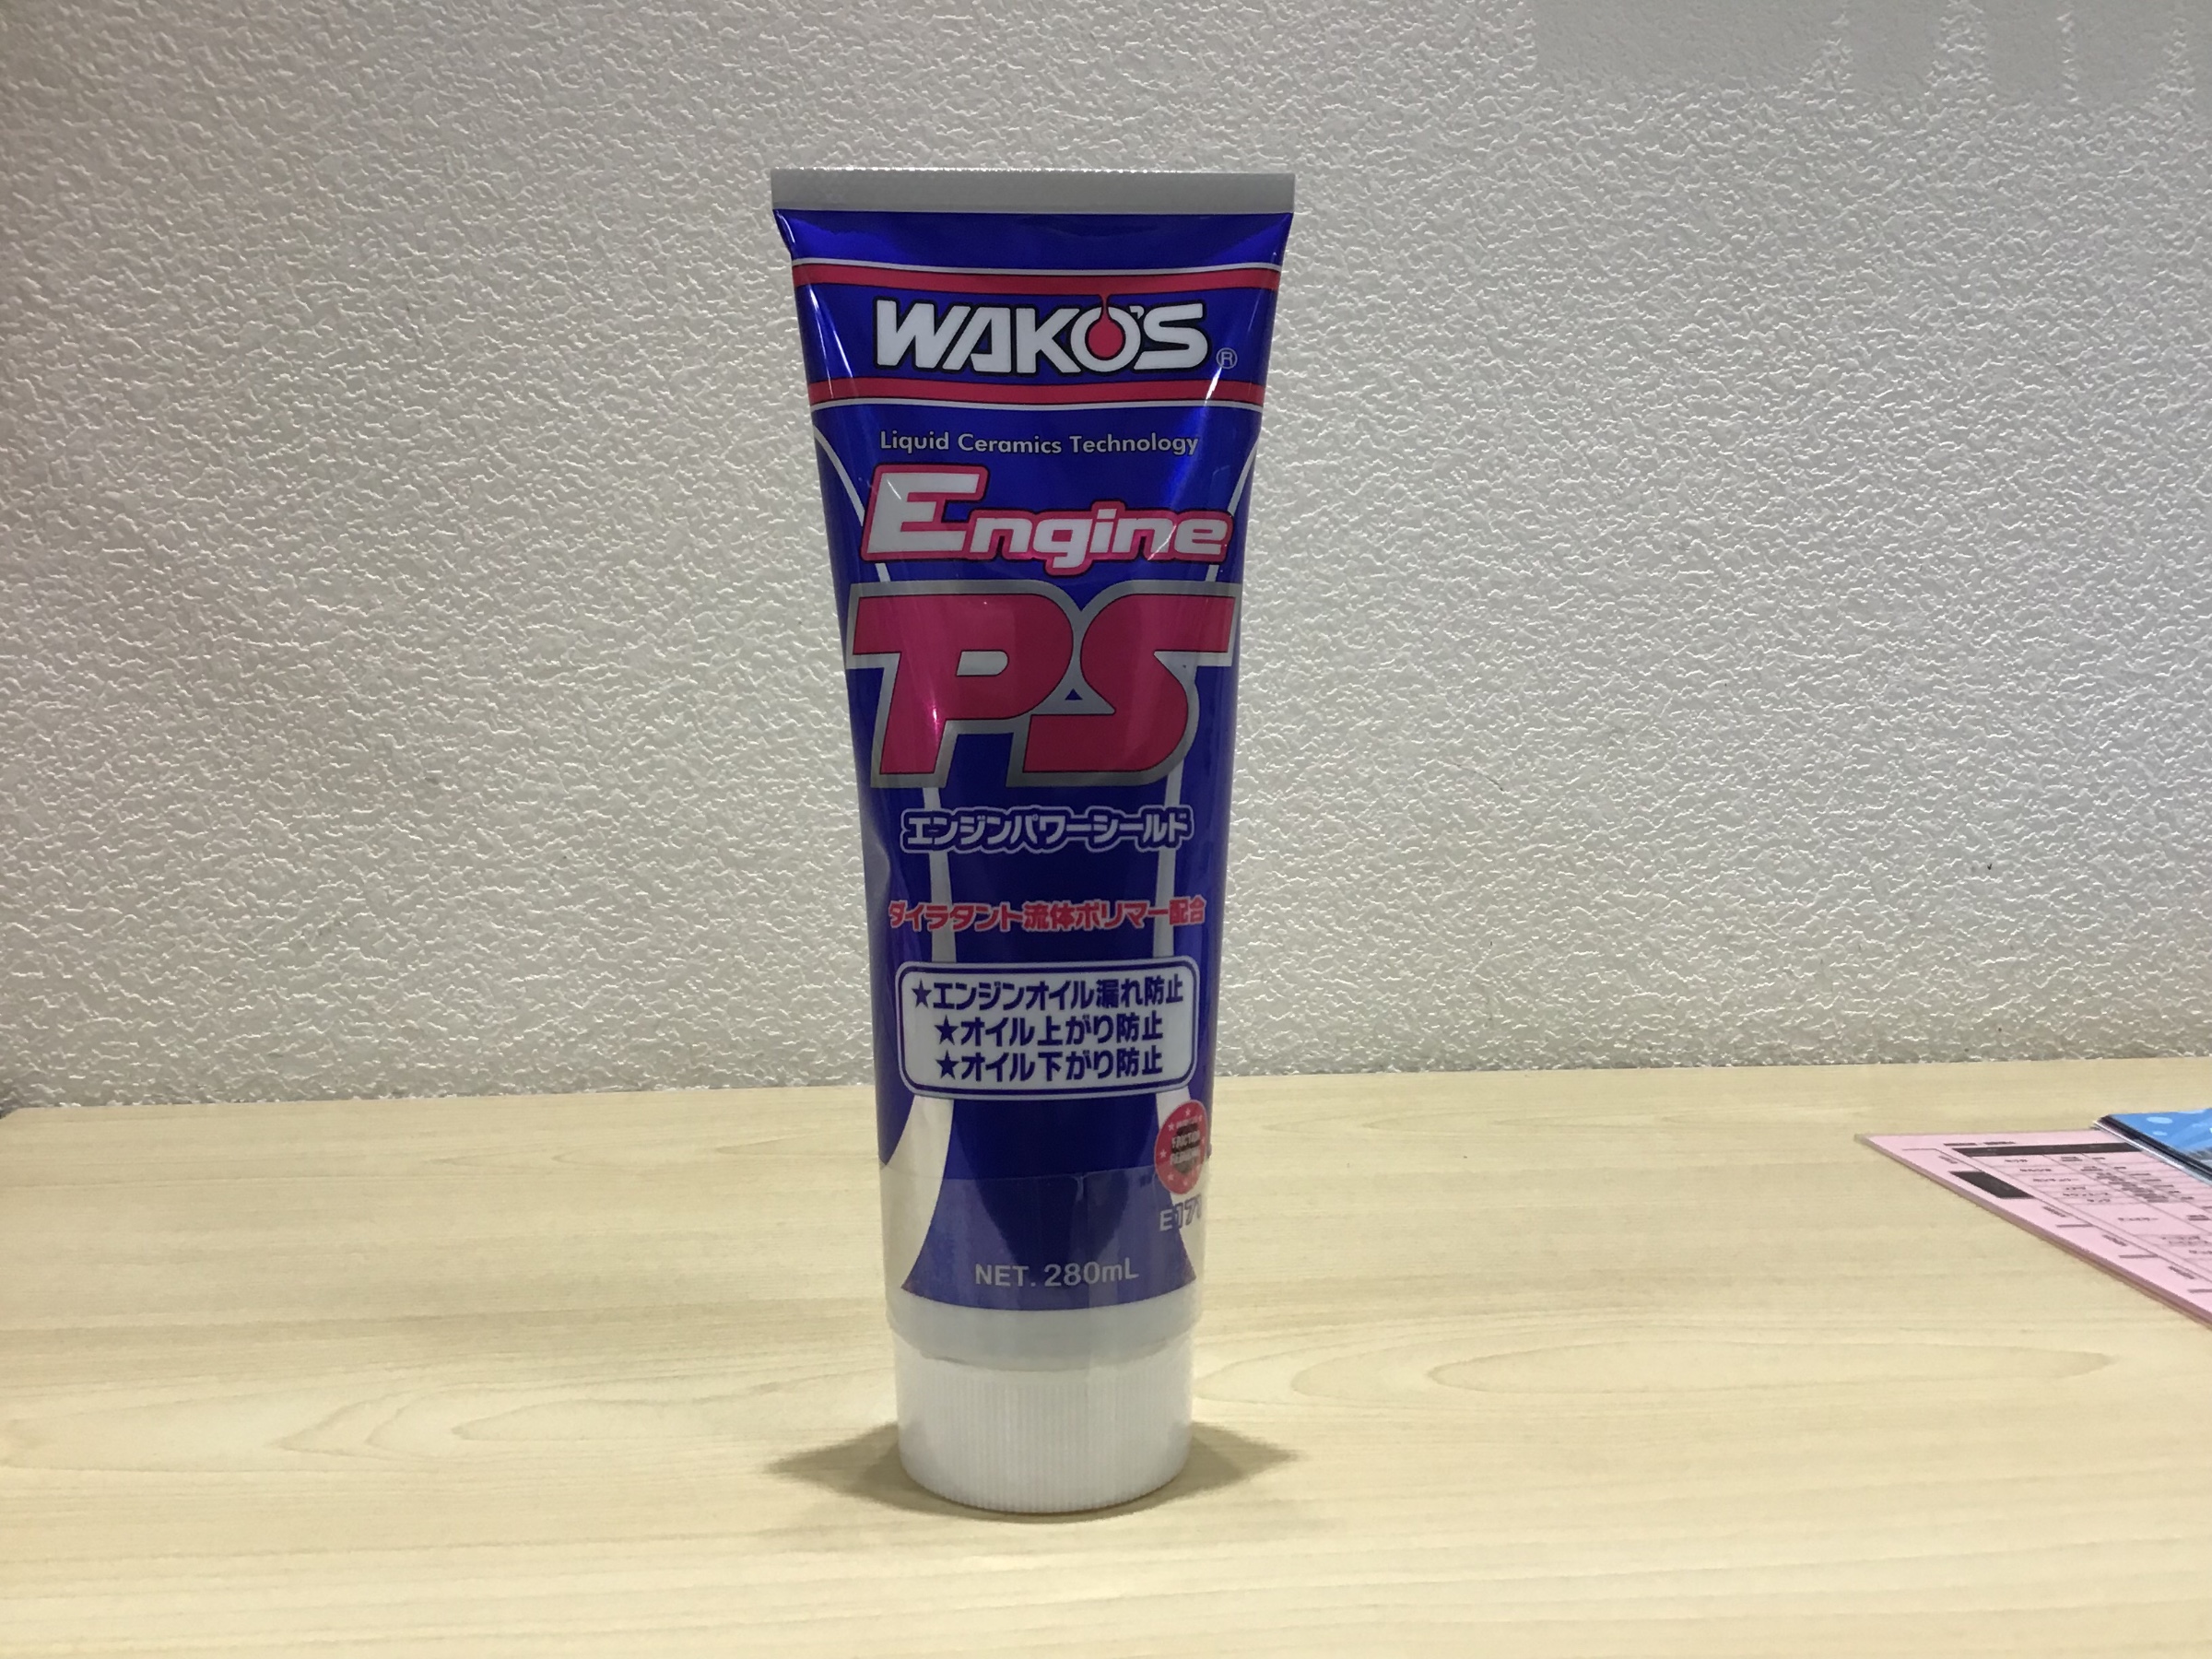 WAKO'S®
Liquid Ceramics Technology
Engine
PS
エンジンパワーシールド
ダイラタント流体ポリマー配合
★エンジンオイル漏れ防止
★オイル上がり防止
★オイル下がり防止
E171
NET. 280mL